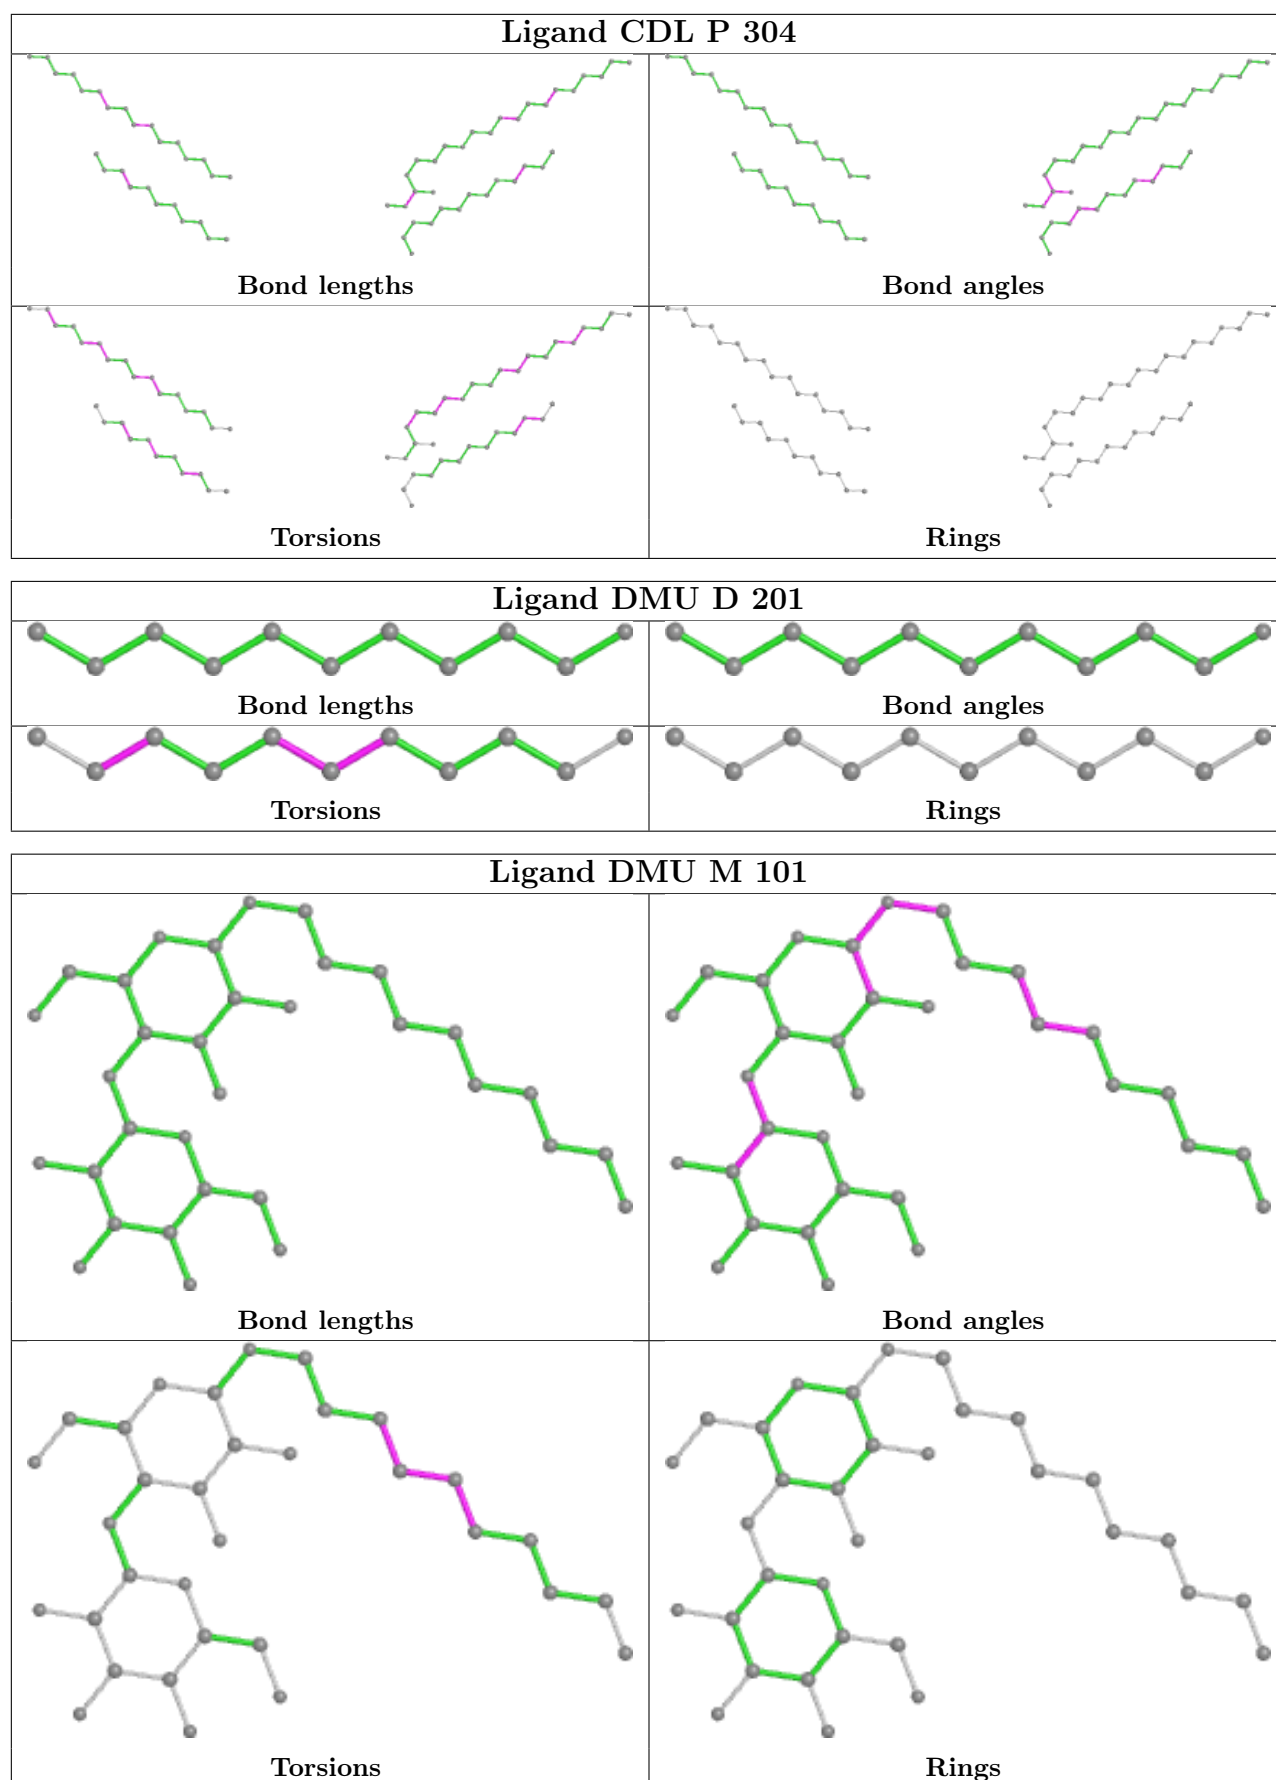 Ligand CDL P 304
Bond lengths
Bond angles
Torsions
Rings
Ligand DMU D 201
Bond lengths
Bond angles
Torsions
Rings
Ligand DMU M 101
Bond lengths
Bond angles
Torsions
Rings